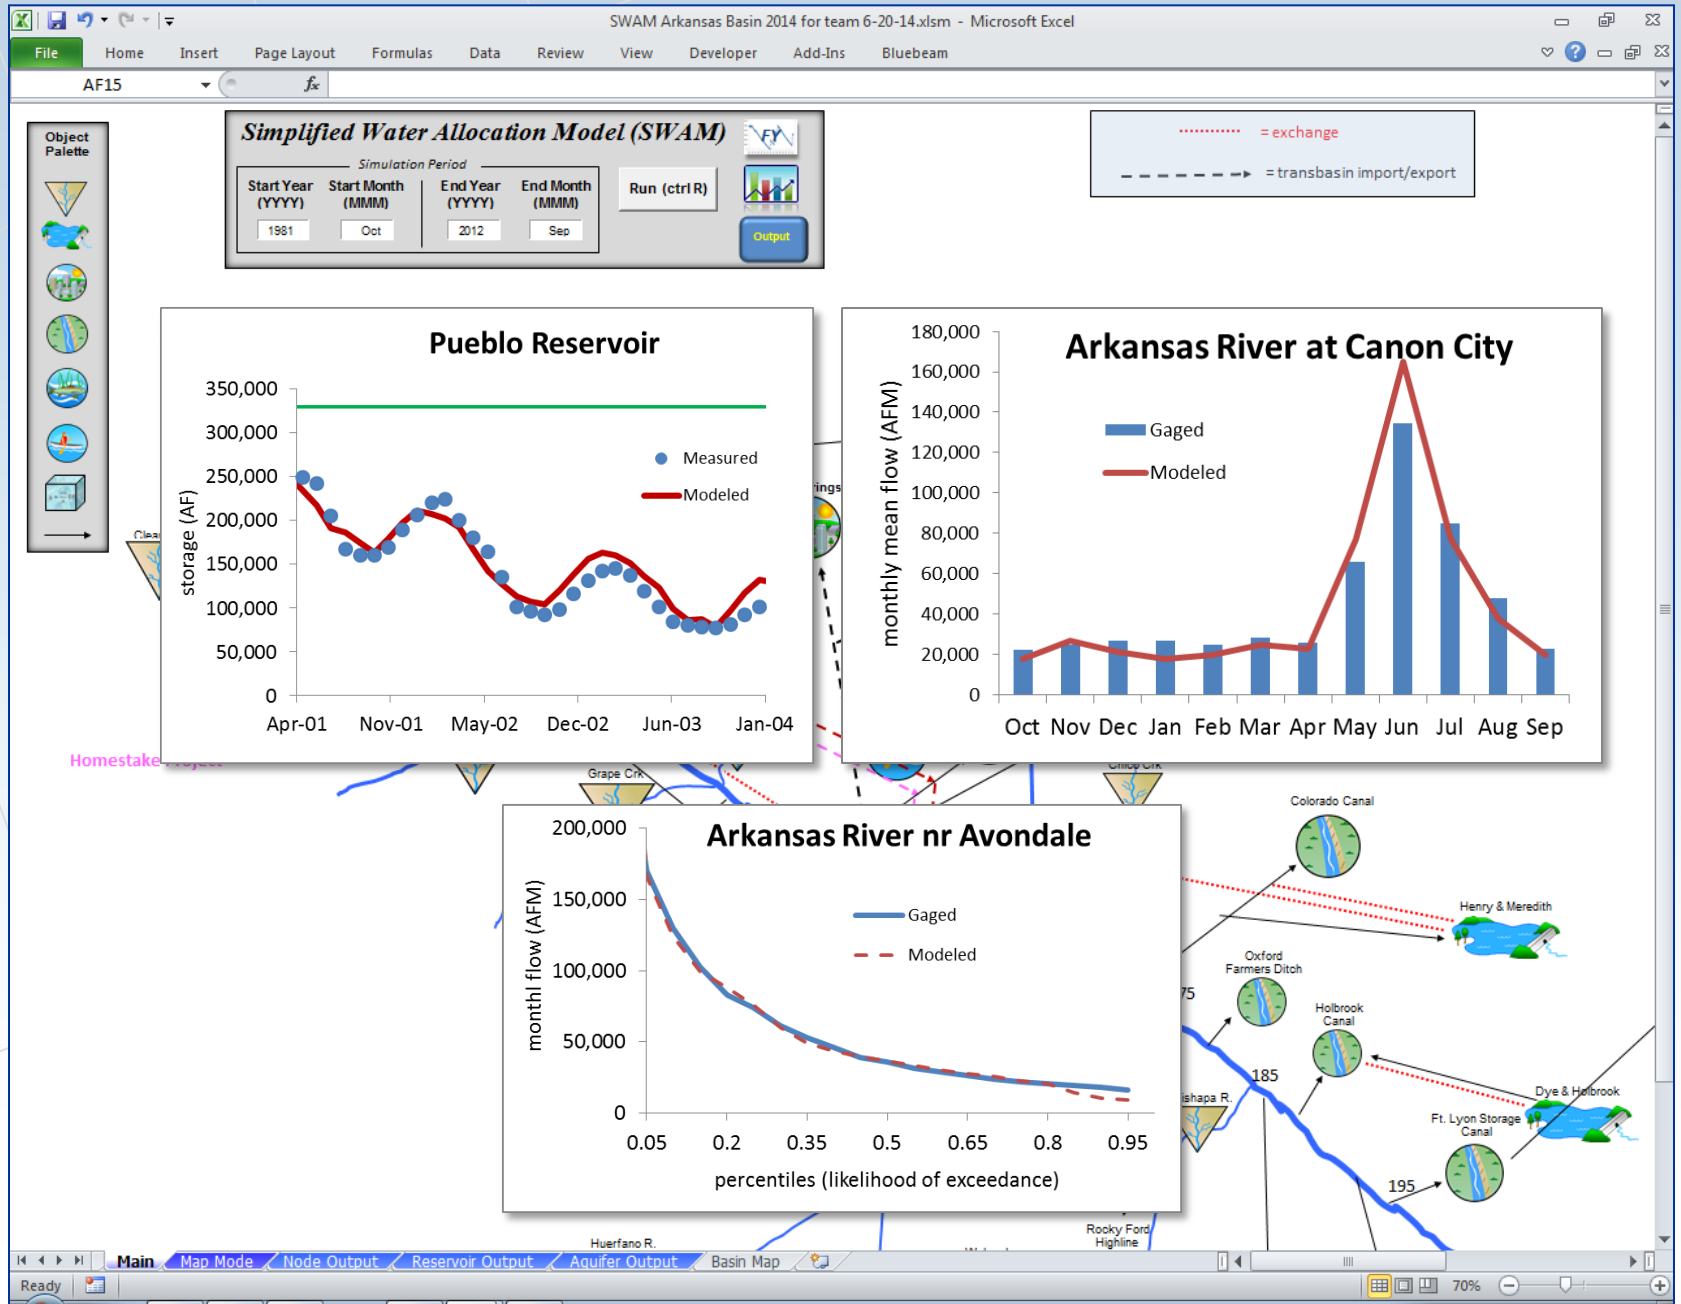 SWAM Arkansas Basin 2014 for team 6-20-14.xlsm - Microsoft Excel
File Home Insert Page Layout Formulas Data Review View Developer Add-Ins Bluebeam
AF15 fx
Object
Palette
Simplified Water Allocation Model (SWAM)
Simulation Period
Start Year Start Month End Year End Month
(YYYY) (MMM) (YYYY) (MMM)
1981 Oct 2012 Sep
Run (ctrl R)
FY
Output
= exchange
= transbasin import/export
Pueblo Reservoir
350,000
300,000
250,000
200,000
150,000
100,000
50,000
0
storage (AF)
Measured
Modeled
Apr-01 Nov-01 May-02 Dec-02 Jun-03 Jan-04
Arkansas River at Canon City
180,000
160,000
140,000
120,000
100,000
80,000
60,000
40,000
20,000
0
monthly mean flow (AFM)
Gaged
Modeled
Oct Nov Dec Jan Feb Mar Apr May Jun Jul Aug Sep
Clea
rings
Homestake Project
Grape Crk
Chico Crk
Arkansas River nr Avondale
200,000
150,000
100,000
50,000
0
monthl flow (AFM)
Gaged
Modeled
0.05 0.2 0.35 0.5 0.65 0.8 0.95
percentiles (likelihood of exceedance)
Colorado Canal
Henry & Meredith
Oxford
Farmers Ditch
75
Holbrook
Canal
185
ishapa R.
Dye & Holbrook
Ft. Lyon Storage
Canal
195
Rocky Ford
Highline
Huerfano R.
Main Map Mode Node Output Reservoir Output Aquifer Output Basin Map
Ready 70%